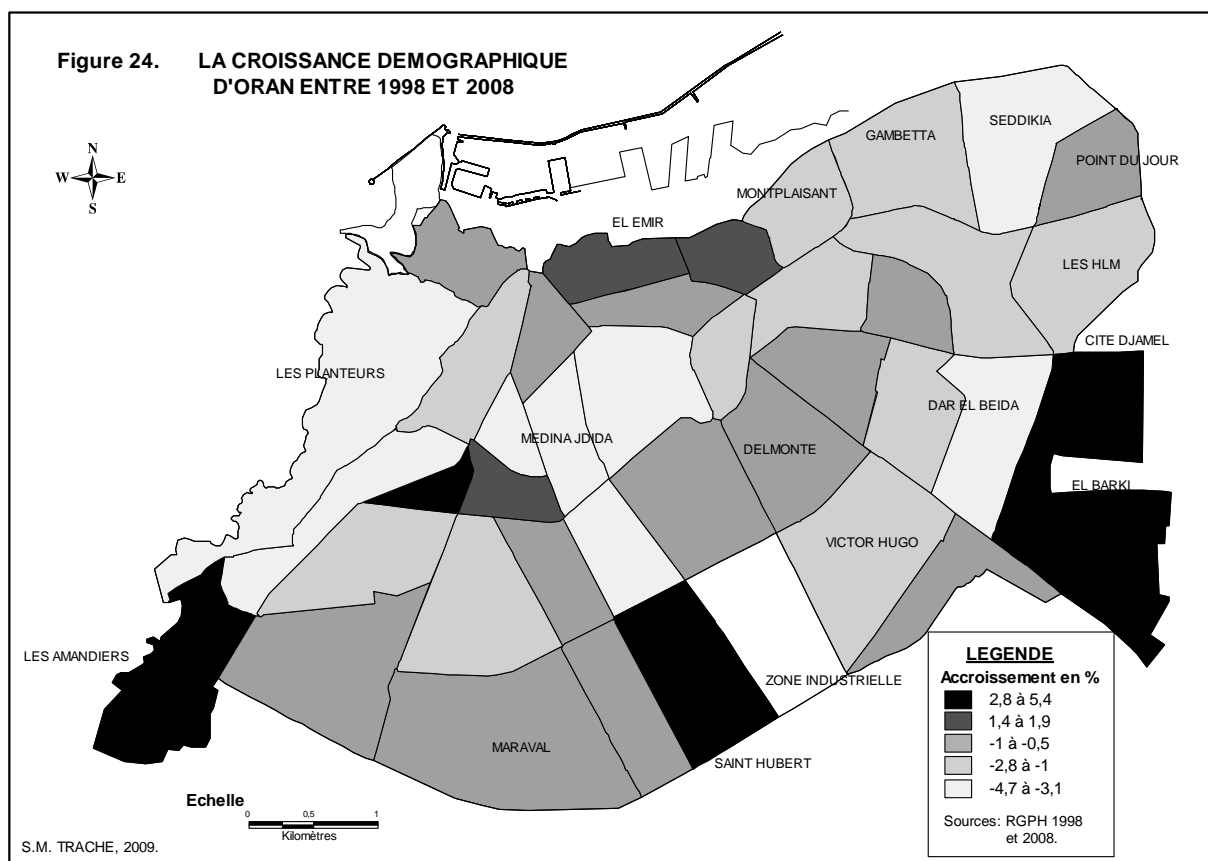 Figure 24. LA CROISSANCE DEMOGRAPHIQUE
D'ORAN ENTRE 1998 ET 2008
N
W E
S
SEDDIKIA
GAMBETTA
POINT DU JOUR
MONTPLAISANT
EL EMIR
LES HLM
CITE DJAMEL
LES PLANTEURS
DAR EL BEIDA
MEDINA JDIDA
DELMONTE
EL BARKI
VICTOR HUGO
LES AMANDIERS
ZONE INDUSTRIELLE
MARAVAL
SAINT HUBERT
LEGENDE
Accroissement en %
2,8 à 5,4
1,4 à 1,9
-1 à -0,5
-2,8 à -1
-4,7 à -3,1
Sources: RGPH 1998
et 2008.
Echelle
0 0,5 1
Kilomètres
S.M. TRACHE, 2009.